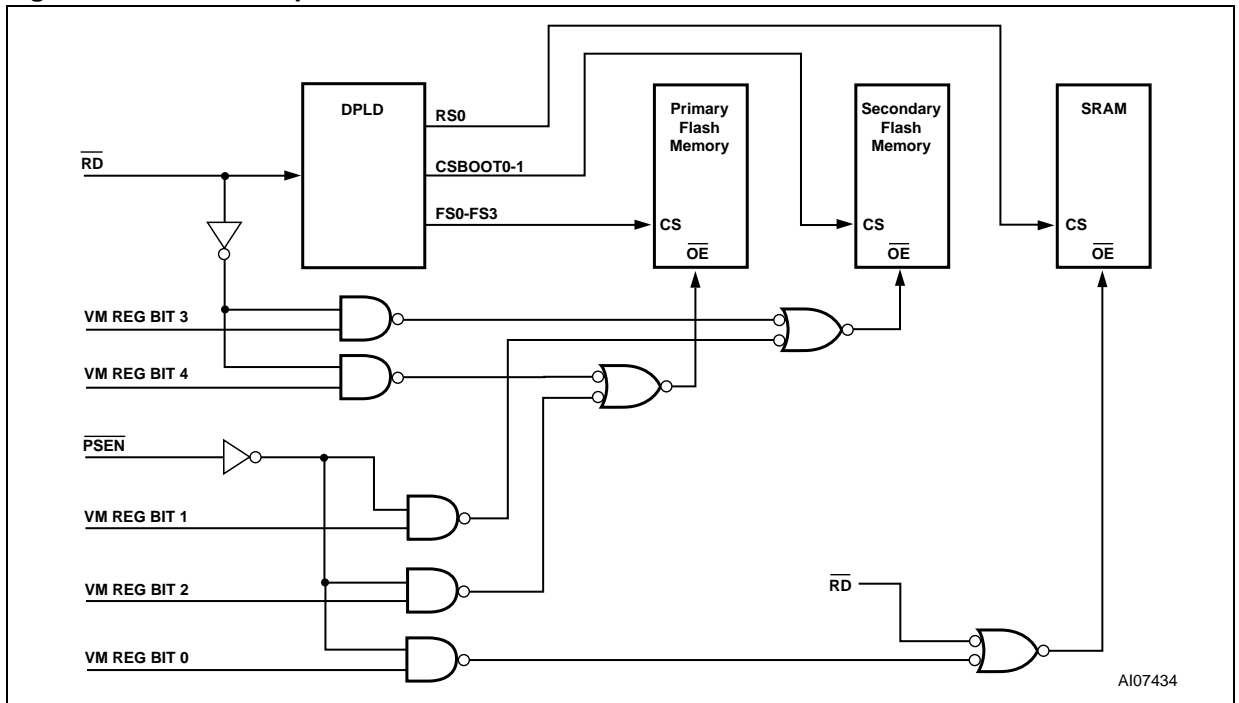 DPLD
RS0
CSBOOT0-1
FS0-FS3
Primary
Flash
Memory
CS
OE
Secondary
Flash
Memory
CS
OE
SRAM
CS
OE
RD
VM REG BIT 3
VM REG BIT 4
PSEN
VM REG BIT 1
VM REG BIT 2
VM REG BIT 0
RD
AI07434